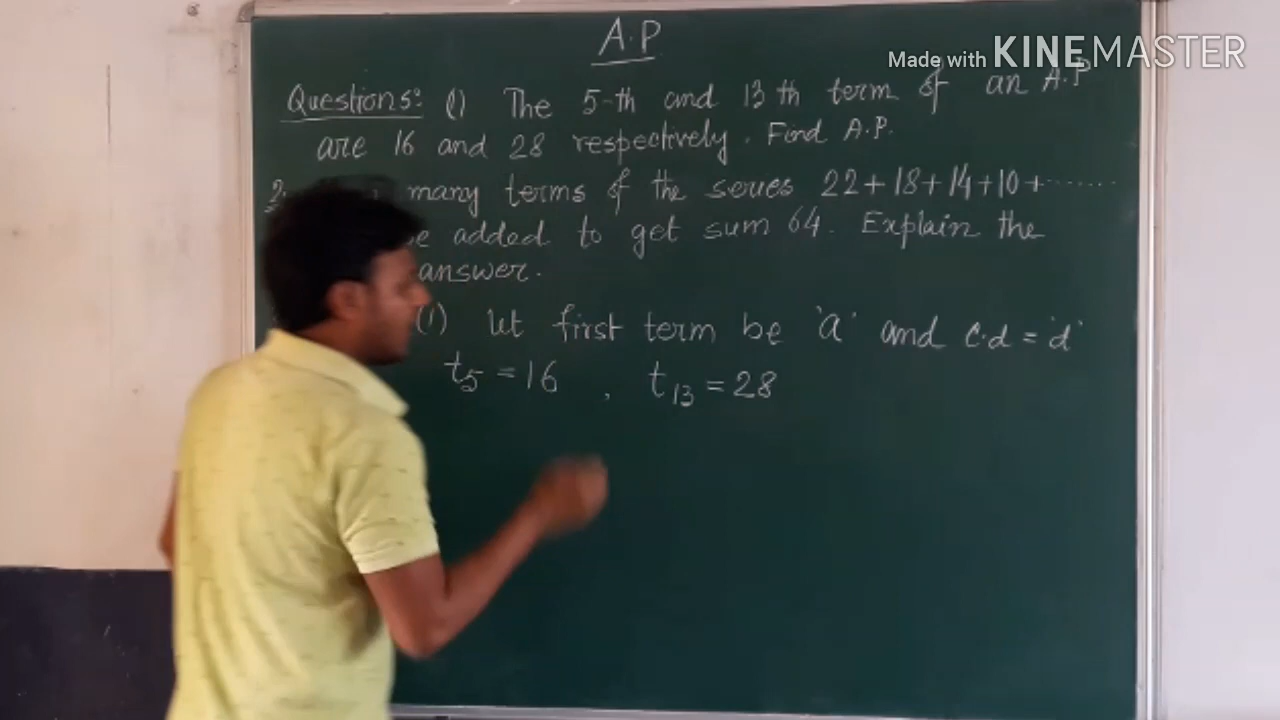 A.P
Made with KINEMASTER
Questions: (1) The 5-th and 13 th term of an A.P
are 16 and 28 respectively. Find A.P.
2. many terms of the series 22+18+14+10+.......
be added to get sum 64. Explain the
answer.
(1) let first term be 'a' and c.d = 'd'
t5 = 16 , t13 = 28